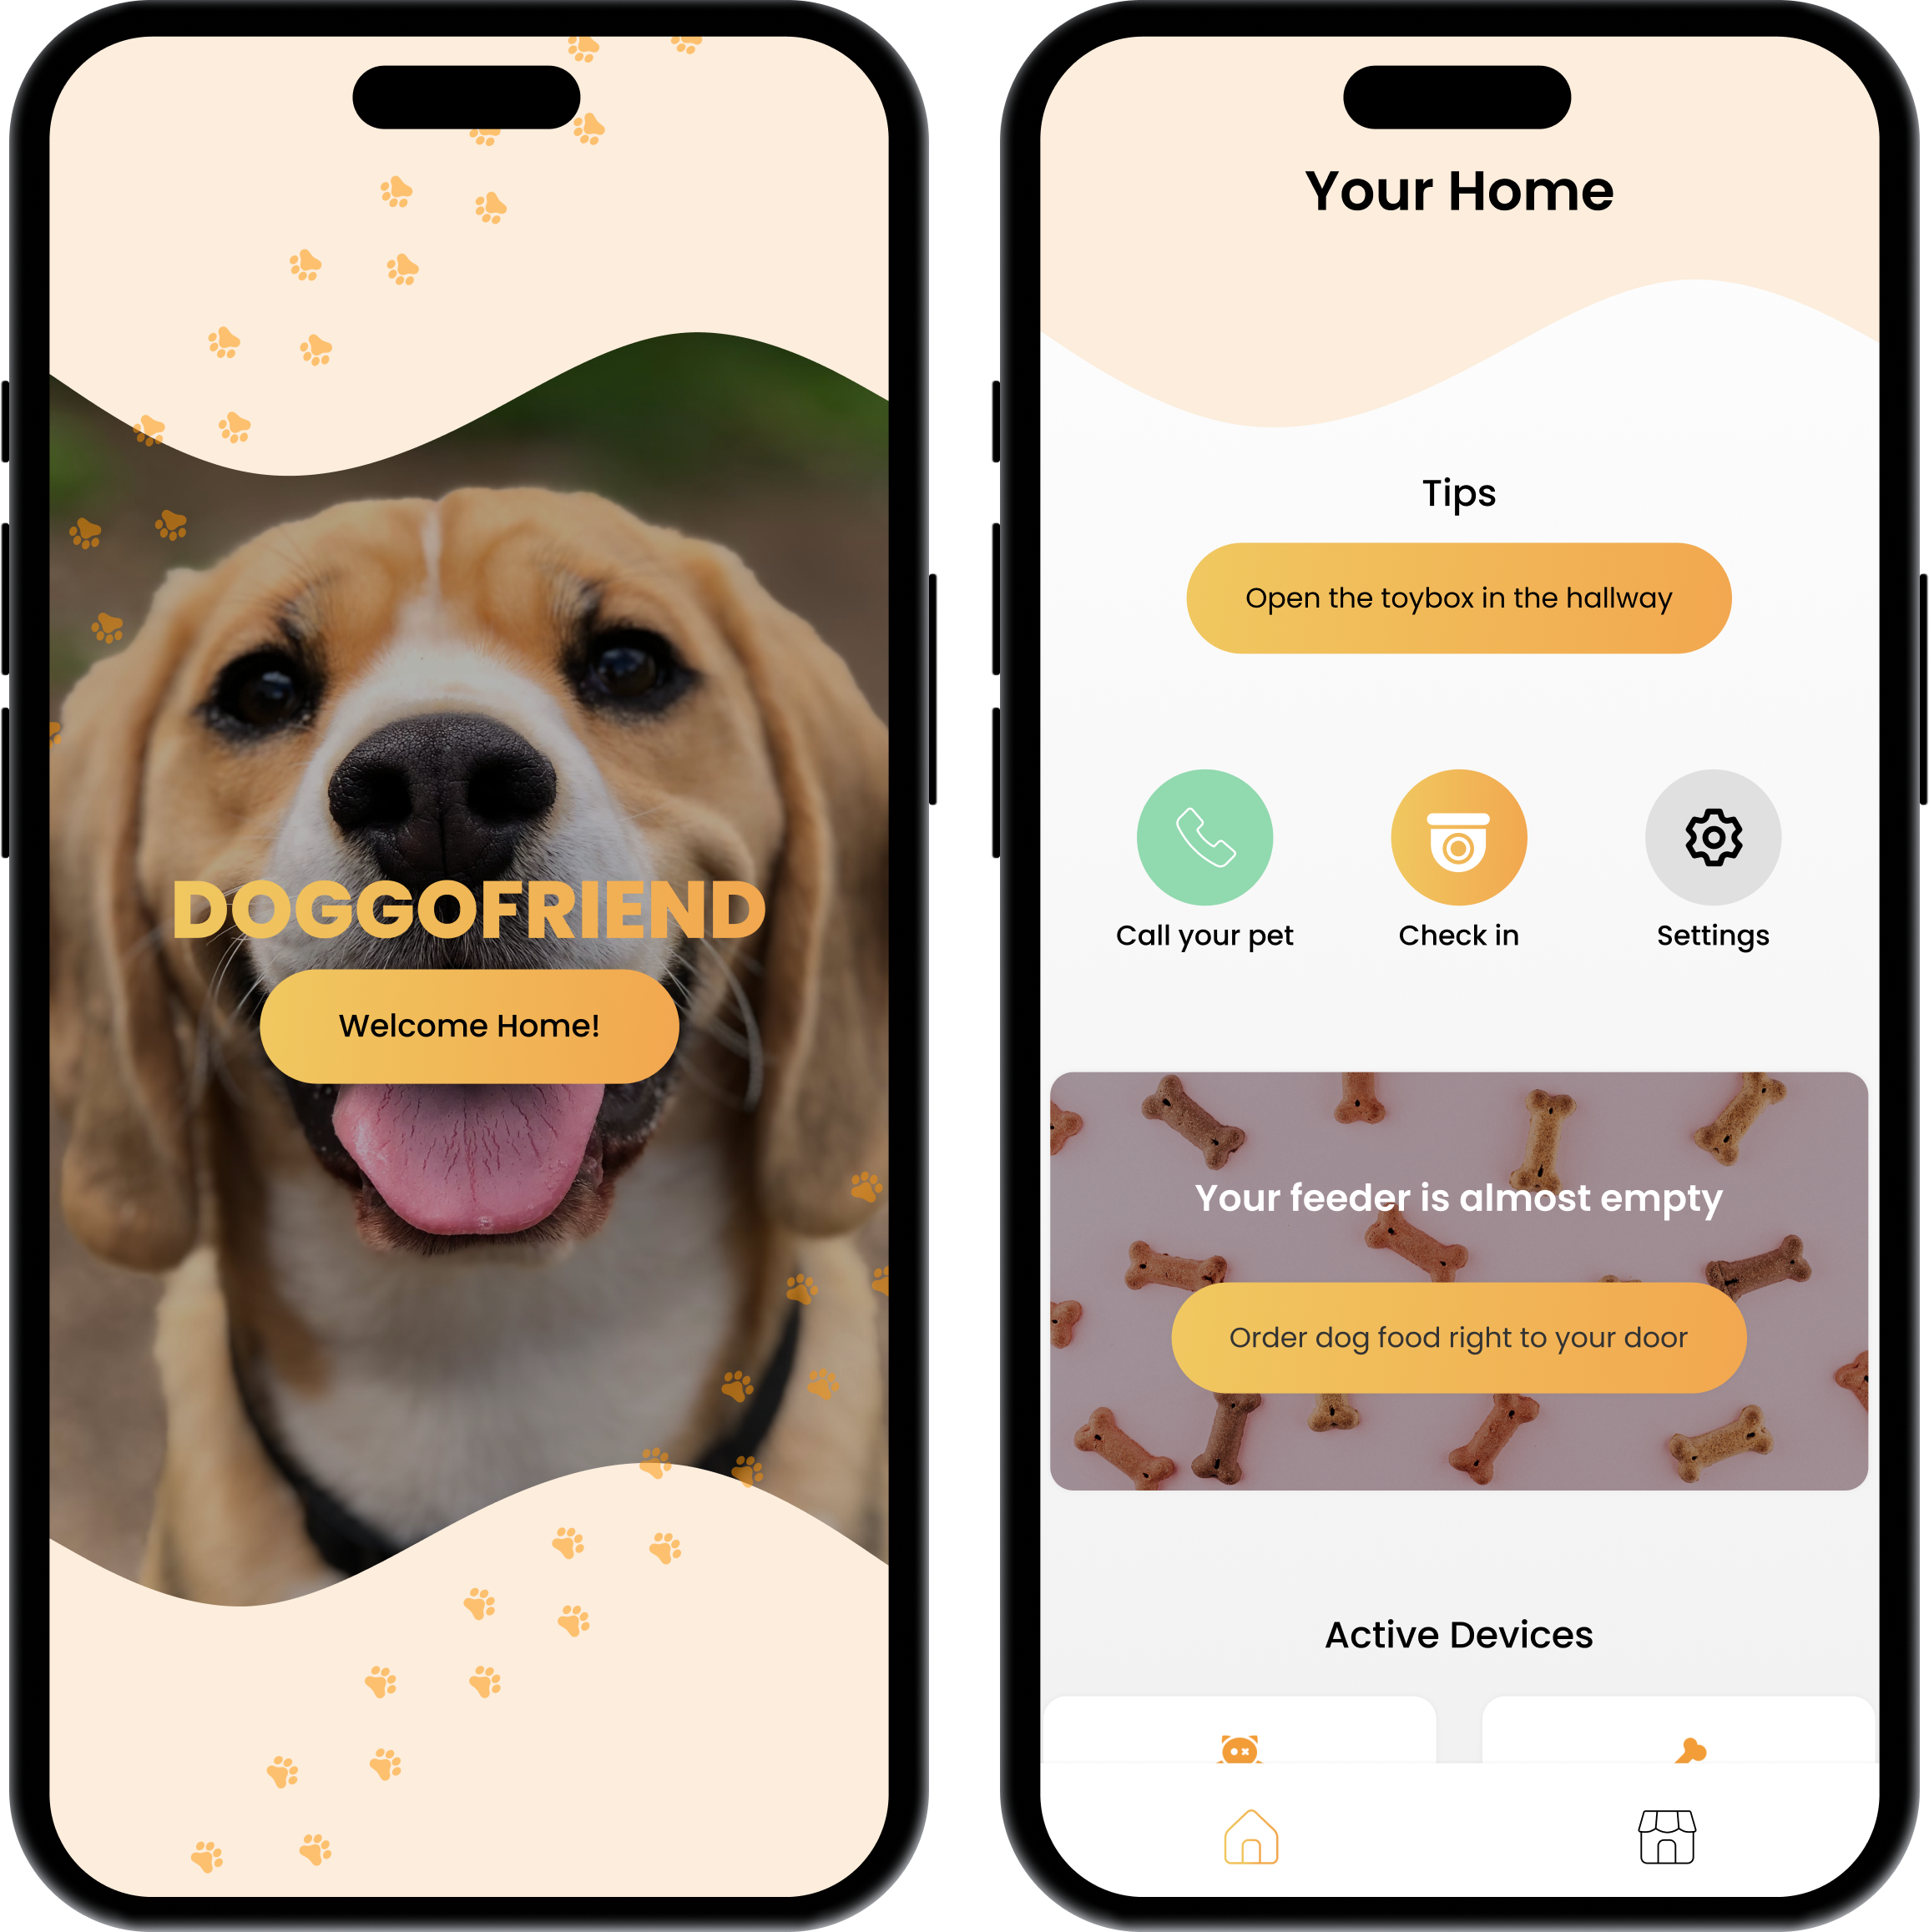 DOGGOFRIEND
Welcome Home!
Your Home
Tips
Open the toybox in the hallway
Call your pet
Check in
Settings
Your feeder is almost empty
Order dog food right to your door
Active Devices